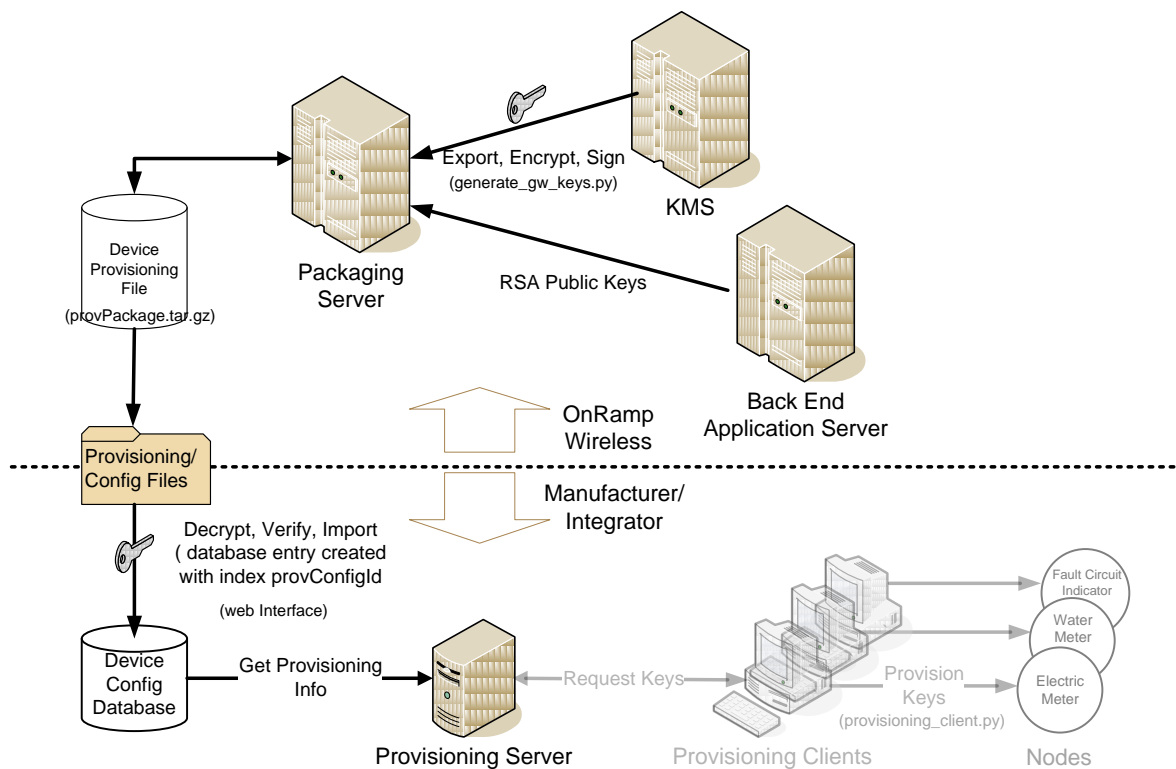 Export, Encrypt, Sign
(generate_gw_keys.py)
KMS
Device
Provisioning
File
(provPackage.tar.gz)
Packaging
Server
RSA Public Keys
Back End
Application Server
OnRamp
Wireless
Provisioning/
Config Files
Manufacturer/
Integrator
Decrypt, Verify, Import
( database entry created
with index provConfigId
(web Interface)
Device
Config
Database
Get Provisioning
Info
Provisioning Server
Request Keys
Provisioning Clients
Provision
Keys
(provisioning_client.py)
Fault Circuit
Indicator
Water
Meter
Electric
Meter
Nodes